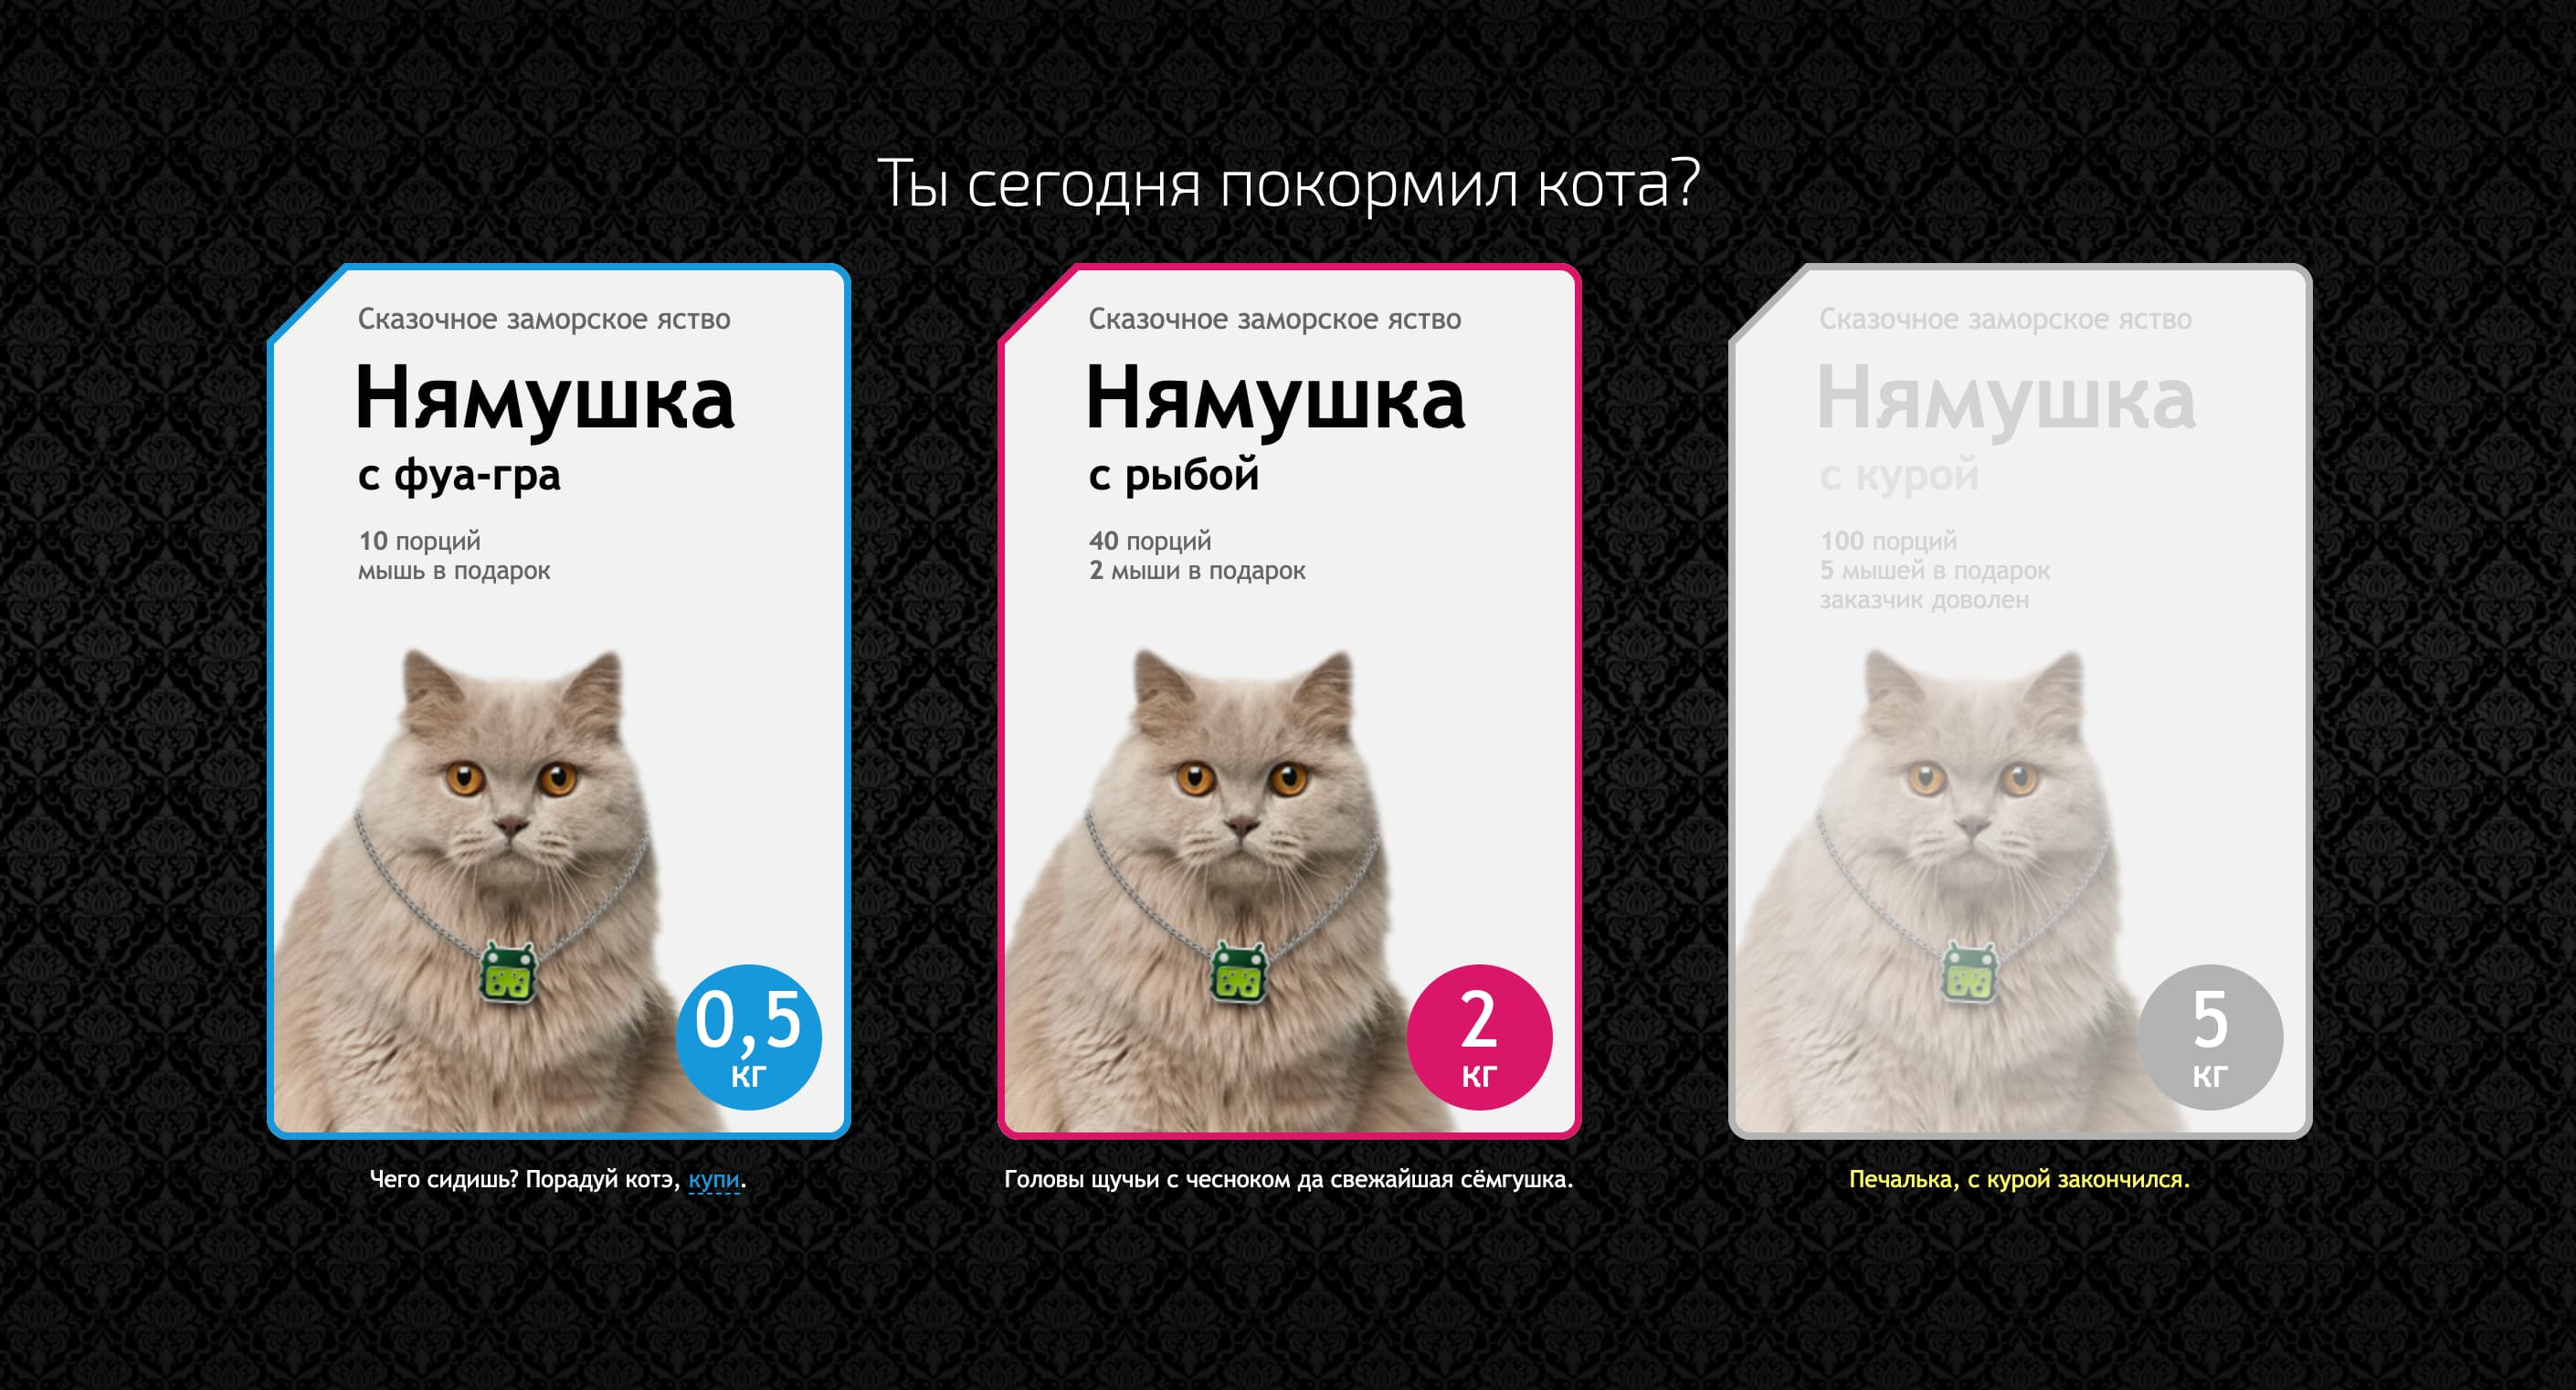 Ты сегодня покормил кота?
Сказочное заморское яство
Нямушка
с фуа-гра
10 порций
мышь в подарок
0,5
кг
Чего сидишь? Порадуй котэ, купи.
Сказочное заморское яство
Нямушка
с рыбой
40 порций
2 мыши в подарок
2
кг
Головы щучьи с чесноком да свежайшая сёмгушка.
Сказочное заморское яство
Нямушка
с курой
100 порций
5 мышей в подарок
заказчик доволен
5
кг
Печалька, с курой закончился.